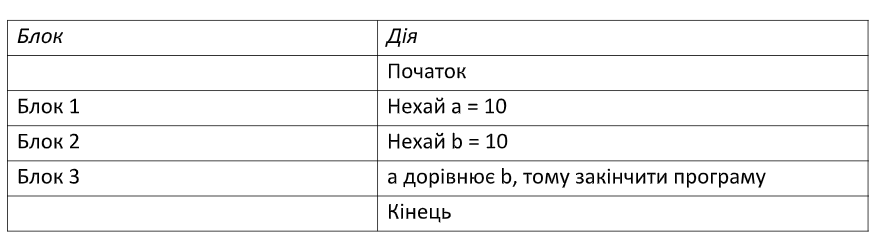 Блок Дія
Початок
Блок 1 Нехай a = 10
Блок 2 Нехай b = 10
Блок 3 a дорівнює b, тому закінчити програму
Кінець